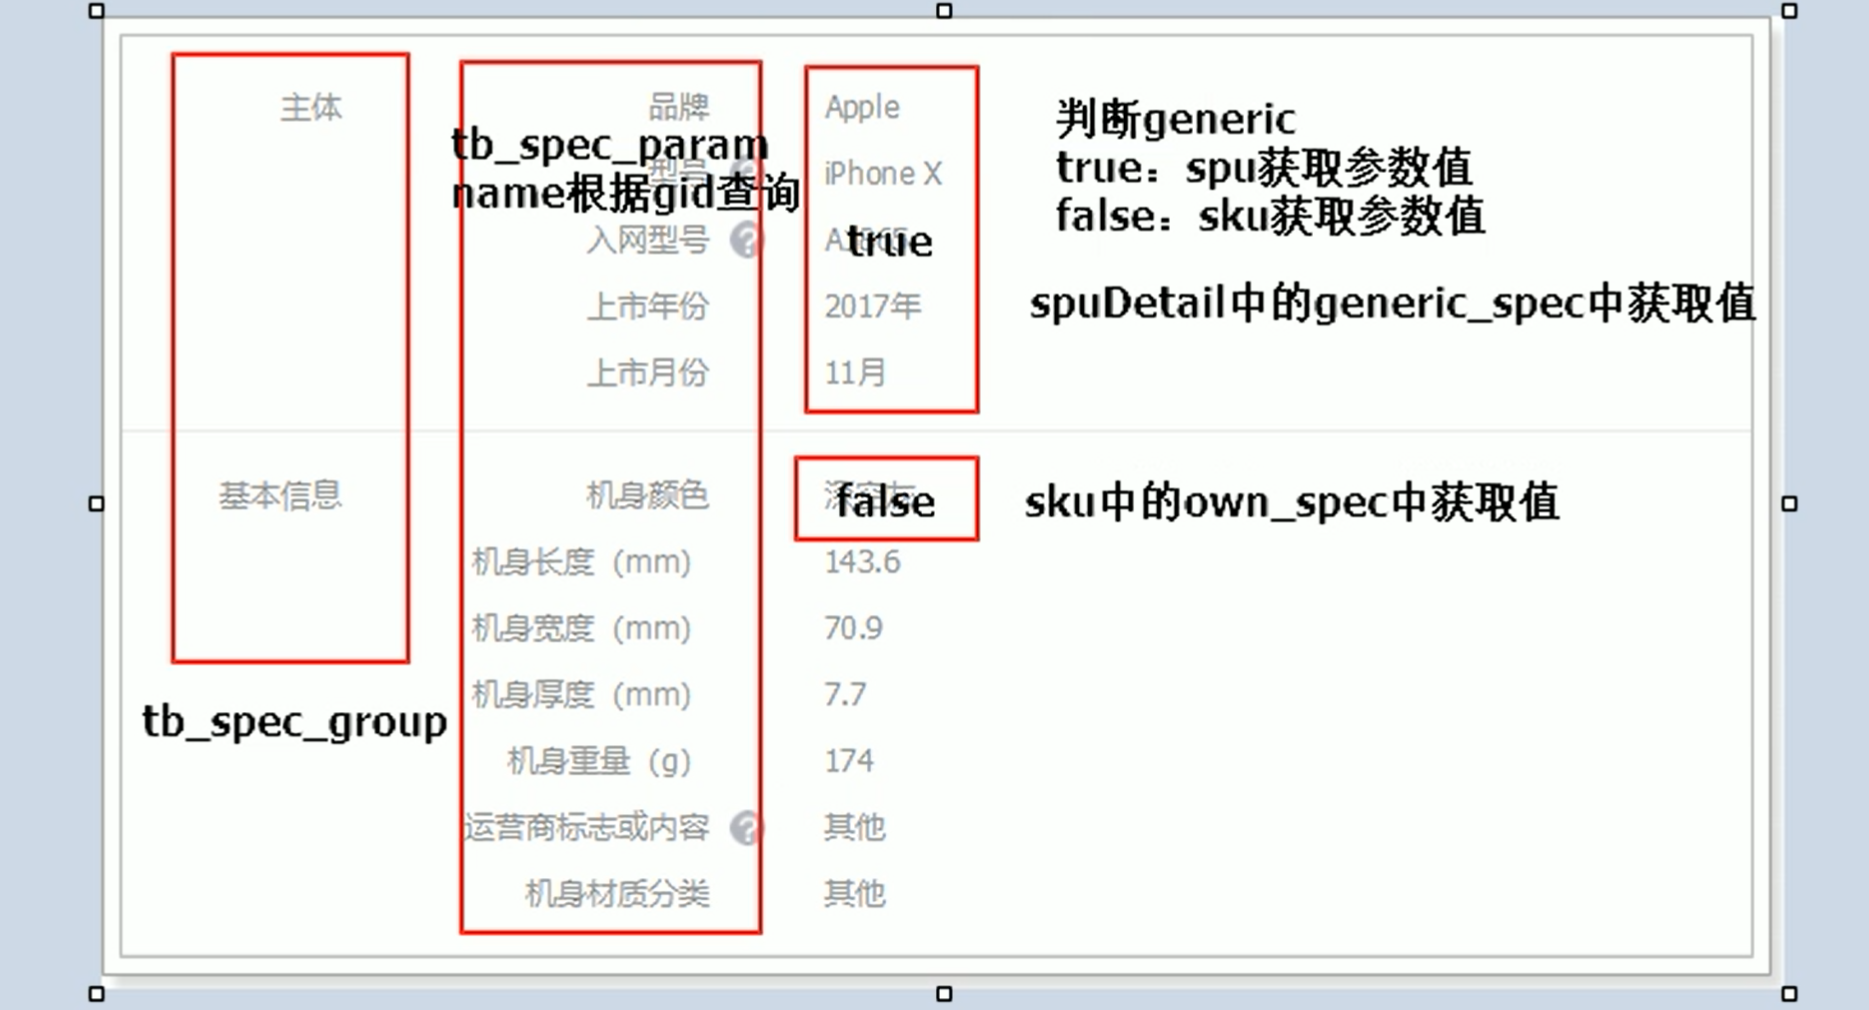 主体
品牌
Apple
判断generic
tb_spec_param
型号
iPhone X
true：spu获取参数值
name根据gid查询
false：sku获取参数值
入网型号
true
上市年份
2017年
spuDetail中的generic_spec中获取值
上市月份
11月
基本信息
机身颜色
false
sku中的own_spec中获取值
机身长度（mm）
143.6
机身宽度（mm）
70.9
机身厚度（mm）
7.7
tb_spec_group
机身重量（g）
174
运营商标志或内容
其他
机身材质分类
其他